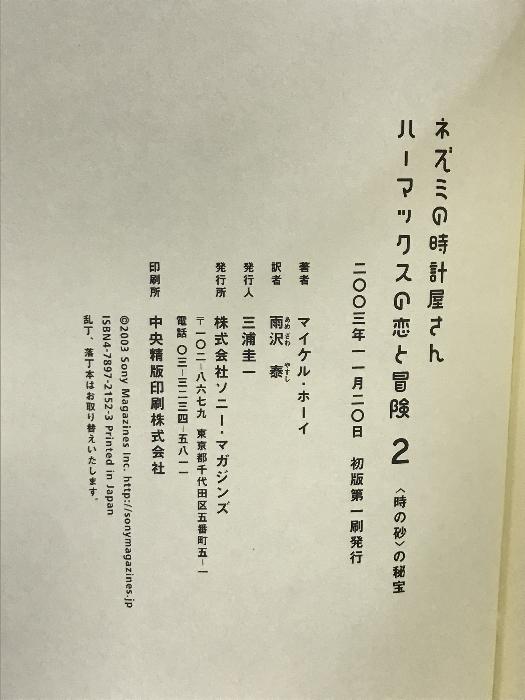 ネズミの時計屋さん
ハーマックスの恋と冒険 2 〈時の砂〉の秘宝
二〇〇三年一一月二〇日 初版第一刷発行
著者 マイケル・ホーイ
訳者 雨沢 泰
あめざわ やすし
発行人 三浦圭一
発行所 株式会社ソニー・マガジンズ
〒一〇二-八六七九 東京都千代田区五番町五-一
電話 〇三-三二三四-五八一一
印刷所 中央精版印刷株式会社
©2003 Sony Magazines Inc. http://sonymagazines.jp
ISBN4-7897-2152-3 Printed in Japan
乱丁、落丁本はお取り替えいたします。